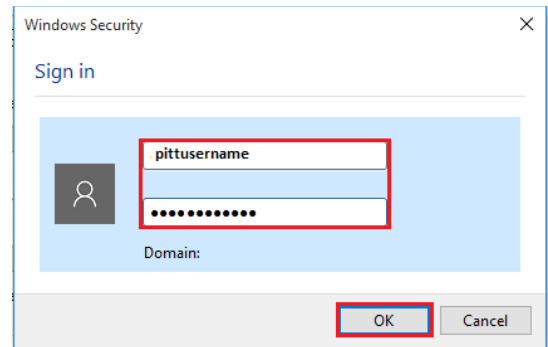 Windows Security
Sign in
pittusername
●●●●●●●●●●●●
Domain:
OK
Cancel